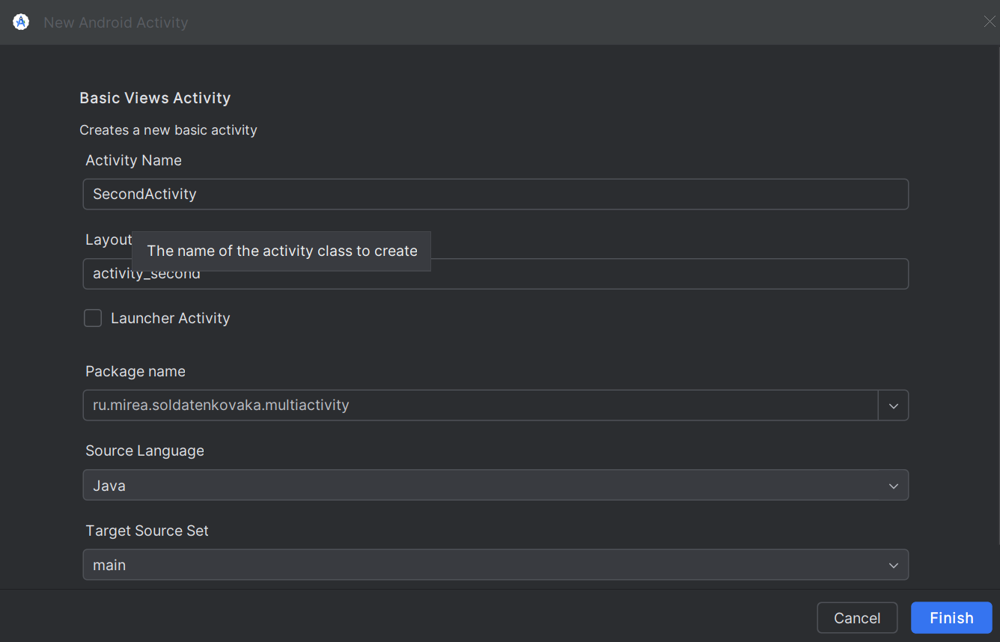 New Android Activity
Basic Views Activity
Creates a new basic activity
Activity Name
SecondActivity
Layout
The name of the activity class to create
activity_second
Launcher Activity
Package name
ru.mirea.soldatenkovaka.multiactivity
Source Language
Java
Target Source Set
main
Cancel
Finish